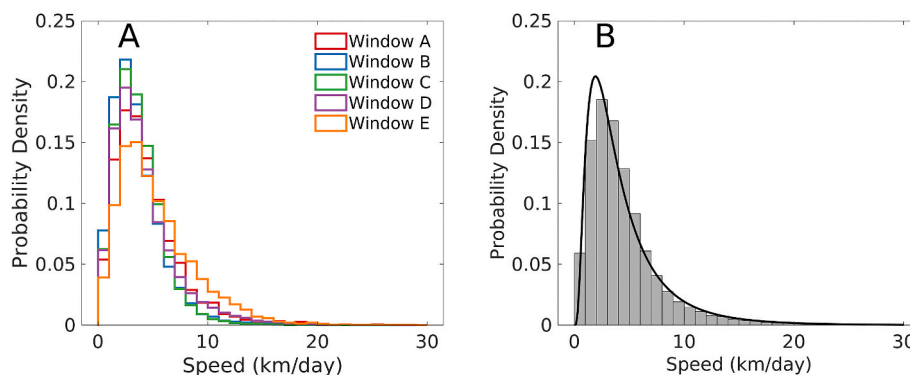 A
Window A
Window B
Window C
Window D
Window E
0.25
0.2
0.15
0.1
0.05
0
Probability Density
0 10 20 30
Speed (km/day)
B
0.25
0.2
0.15
0.1
0.05
0
Probability Density
0 10 20 30
Speed (km/day)